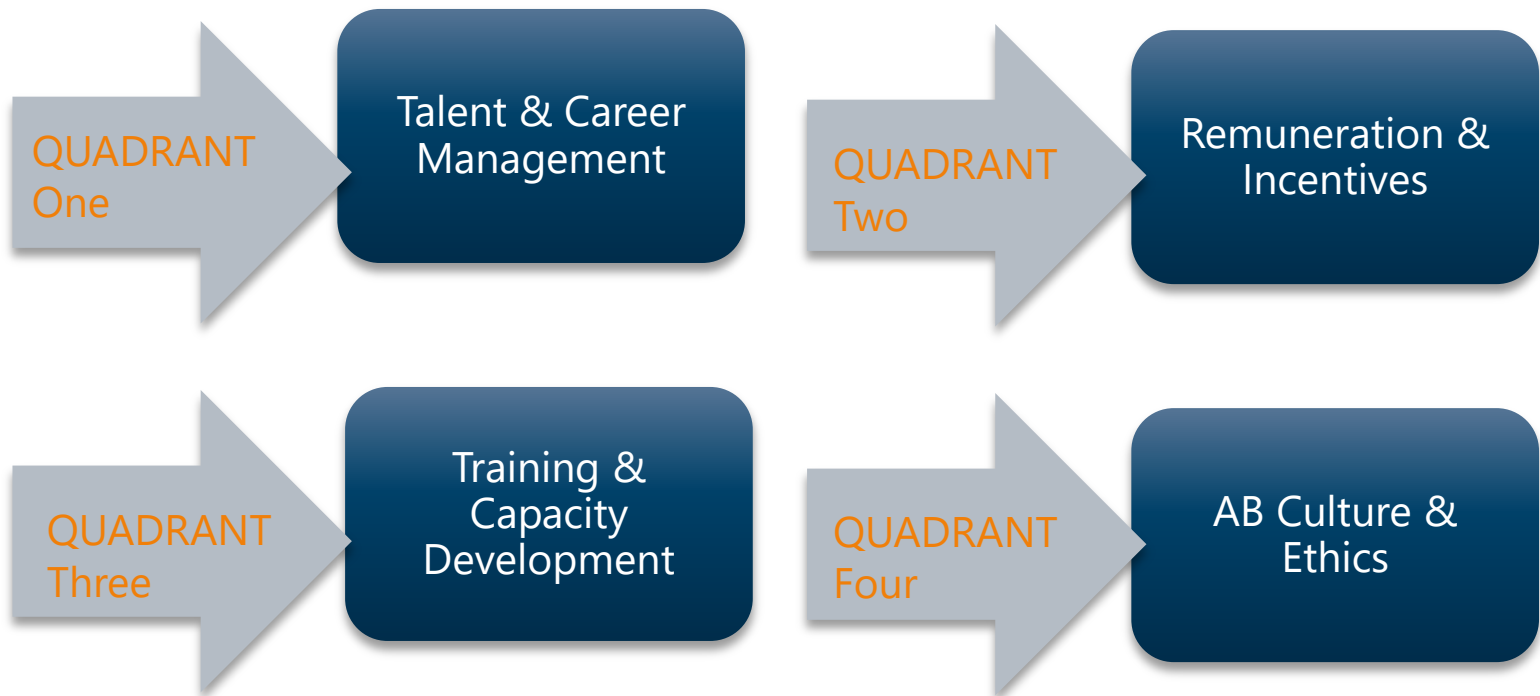 QUADRANT
One
Talent & Career
Management
QUADRANT
Two
Remuneration &
Incentives
QUADRANT
Three
Training &
Capacity
Development
QUADRANT
Four
AB Culture &
Ethics